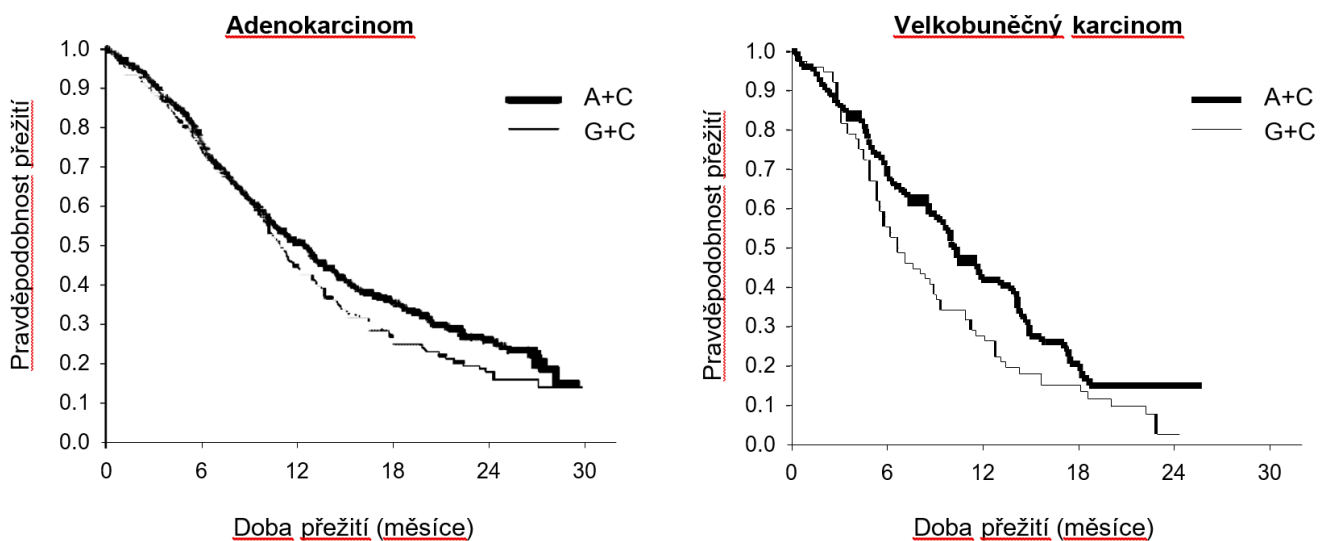 Adenokarcinom
1.0
0.9
0.8
0.7
0.6
0.5
0.4
0.3
0.2
0.1
0.0
Pravděpodobnost přežití
A+C
G+C
0 6 12 18 24 30
Doba přežití (měsíce)
Velkobuněčný karcinom
1.0
0.9
0.8
0.7
0.6
0.5
0.4
0.3
0.2
0.1
0.0
Pravděpodobnost přežití
A+C
G+C
0 6 12 18 24 30
Doba přežití (měsíce)